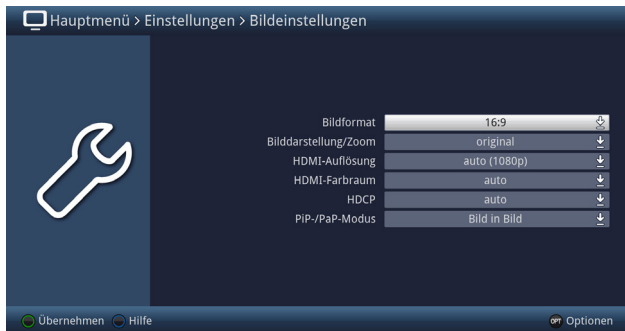 Hauptmenü > Einstellungen > Bildeinstellungen
Bildformat 16:9
Bilddarstellung/Zoom original
HDMI-Auflösung auto (1080p)
HDMI-Farbraum auto
HDCP auto
PiP-/PaP-Modus Bild in Bild
Übernehmen Hilfe OPT Optionen